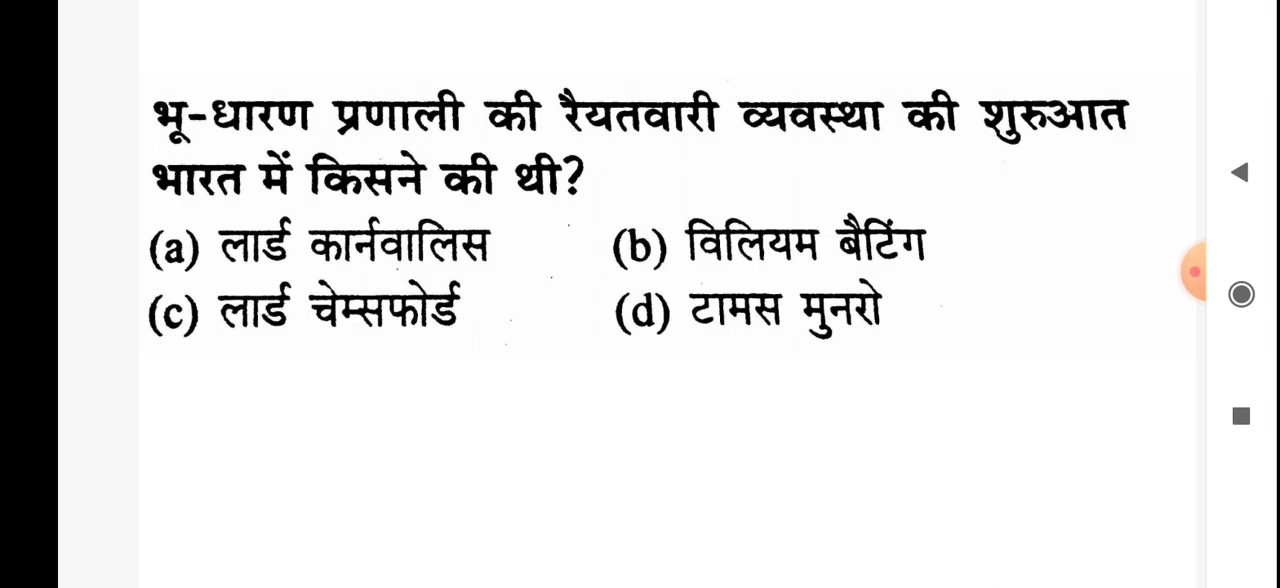 भू-धारण प्रणाली की रैयतवारी व्यवस्था की शुरुआत
भारत में किसने की थी?
(a) लार्ड कार्नवालिस (b) विलियम बैटिंग
(c) लार्ड चेम्सफोर्ड (d) टामस मुनरो